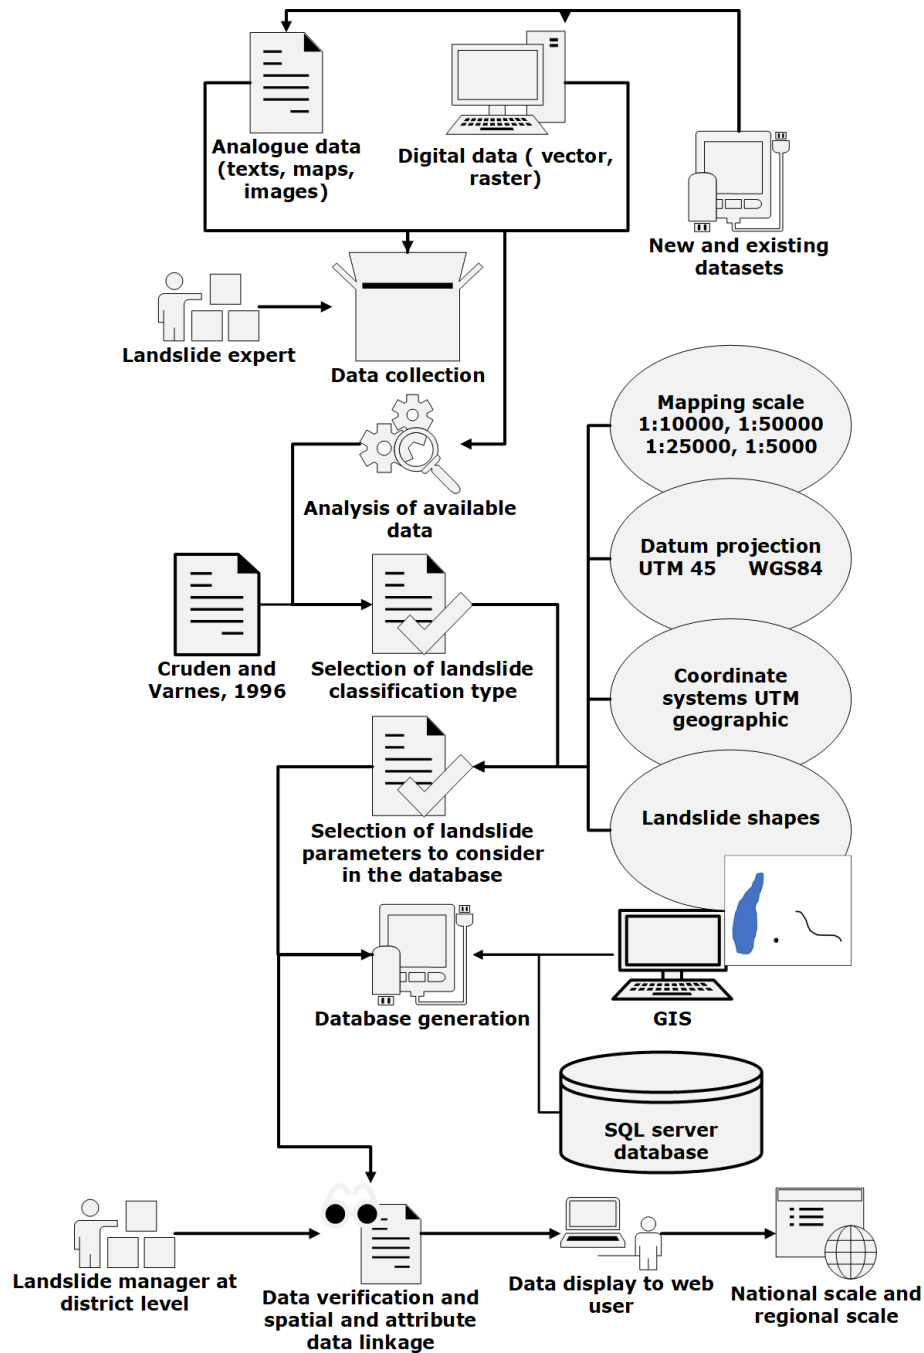 Analogue data
(texts, maps,
images)
Digital data ( vector,
raster)
New and existing
datasets
Landslide expert
Data collection
Mapping scale
1:10000, 1:50000
1:25000, 1:5000
Analysis of available
data
Datum projection
UTM 45 WGS84
Cruden and
Varnes, 1996
Selection of landslide
classification type
Coordinate
systems UTM
geographic
Selection of landslide
parameters to consider
in the database
Landslide shapes
Database generation
GIS
SQL server
database
Landslide manager at
district level
Data verification and
spatial and attribute
data linkage
Data display to web
user
National scale and
regional scale